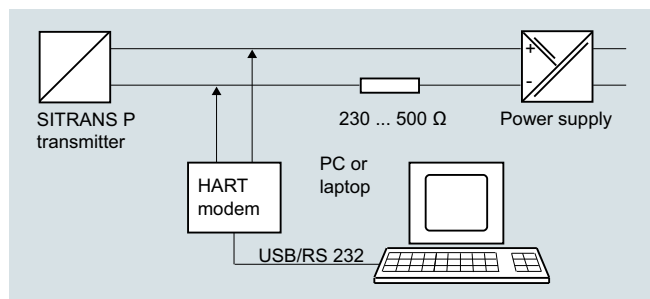 +
-
SITRANS P
transmitter
230 ... 500 Ω
Power supply
HART
modem
PC or
laptop
USB/RS 232